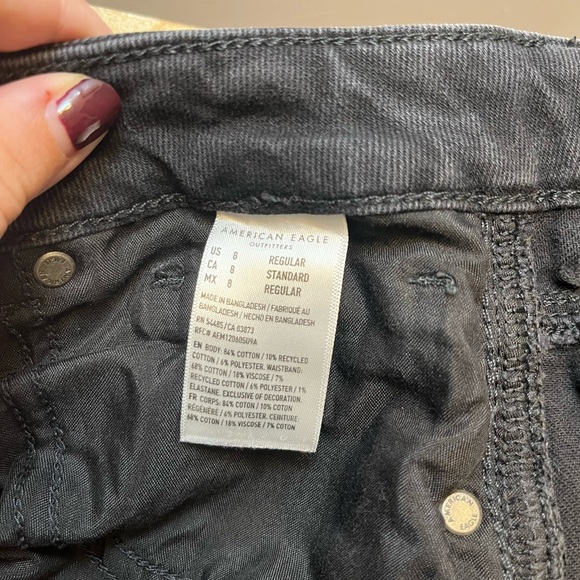 AMERICAN EAGLE
OUTFITTERS
US 8 REGULAR
CA 8 STANDARD
MX 8 REGULAR
MADE IN BANGLADESH / FABRIQUÉ AU
BANGLADESH / HECHO EN BANGLADESH
RN 54485/CA 03873
RFC# AEM12060509A
EN BODY: 84% COTTON / 10% RECYCLED
COTTON / 6% POLYESTER. WAISTBAND:
68% COTTON / 18% VISCOSE / 7%
RECYCLED COTTON / 6% POLYESTER / 1%
ELASTANE. EXCLUSIVE OF DECORATION.
FR CORPS: 84% COTON / 10% COTON
RÉGÉNÉRÉ / 6% POLYESTER. CEINTURE:
68% COTON / 18% VISCOSE / 7% COTON
AMERICAN
EAGLE